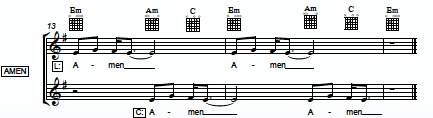 Em Am C Em Am C Em
13
L: A - men A - men
AMEN
C: A - men A - men